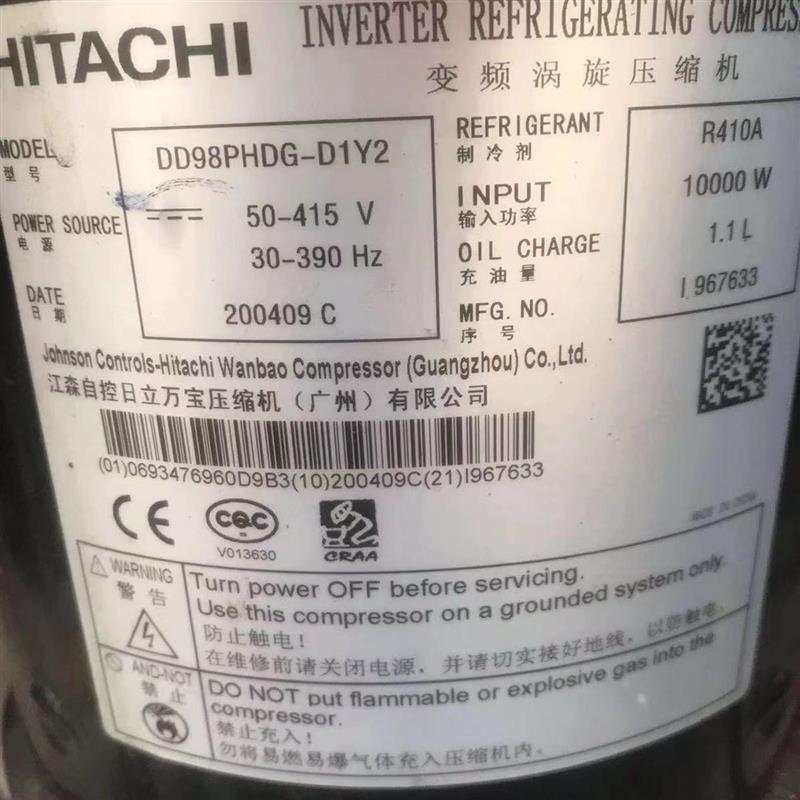 HITACHI
INVERTER REFRIGERATING COMPRESS
变频涡旋压缩机
MODEL
型号
DD98PHDG-D1Y2
POWER SOURCE
电源
50-415 V
30-390 Hz
DATE
日期
200409 C
REFRIGERANT
制冷剂
R410A
INPUT
输入功率
10000 W
OIL CHARGE
充油量
1.1 L
MFG. NO.
序号
I 967633
Johnson Controls-Hitachi Wanbao Compressor (Guangzhou) Co.,Ltd.
江森自控日立万宝压缩机（广州）有限公司
(01)0693476960D9B3(10)200409C(21)I967633
CE
CQC
V013630
CRAA
MADE IN CHINA
WARNING
警告
Turn power OFF before servicing.
Use this compressor on a grounded system only.
防止触电！
在维修前请关闭电源，并请切实接好地线，以防触电.
AND-NOT
禁止
DO NOT put flammable or explosive gas into the
compressor.
禁止充入！
勿将易燃易爆气体充入压缩机内.